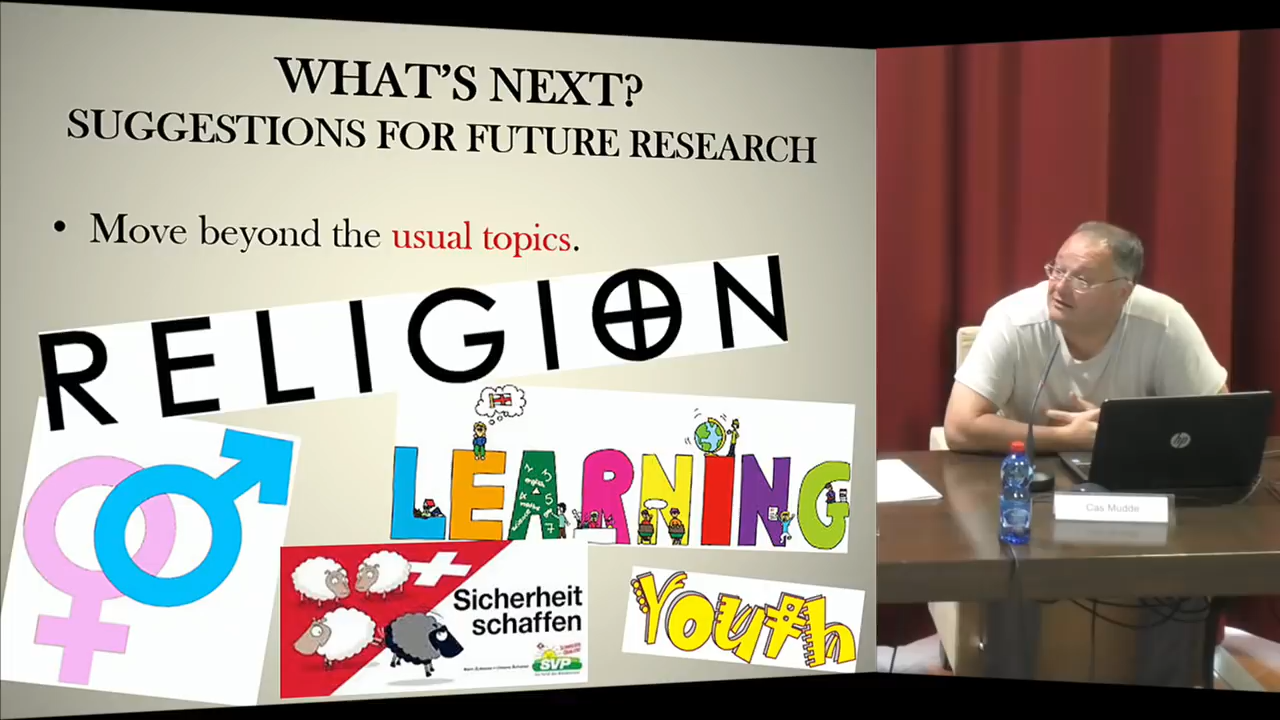 WHAT'S NEXT?
SUGGESTIONS FOR FUTURE RESEARCH
• Move beyond the usual topics.
RELIGION
LEARNING
Sicherheit
schaffen
SVP
Youth
hp
Cas Mudde